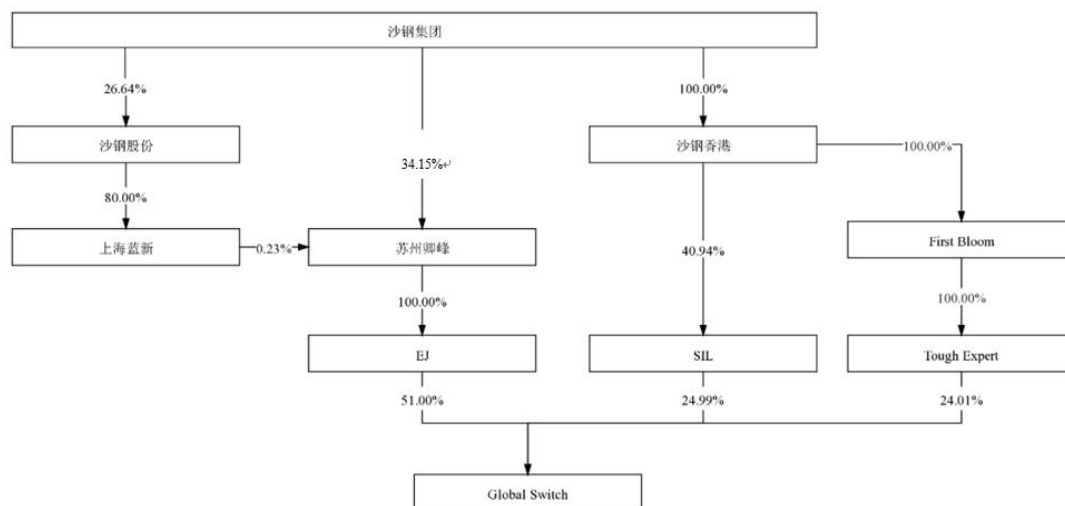 沙钢集团
26.64%
100.00%
沙钢股份
34.15%↵
沙钢香港
100.00%
80.00%
上海蓝新
0.23%
苏州卿峰
40.94%
First Bloom
100.00%
100.00%
EJ
SIL
Tough Expert
51.00%
24.99%
24.01%
Global Switch